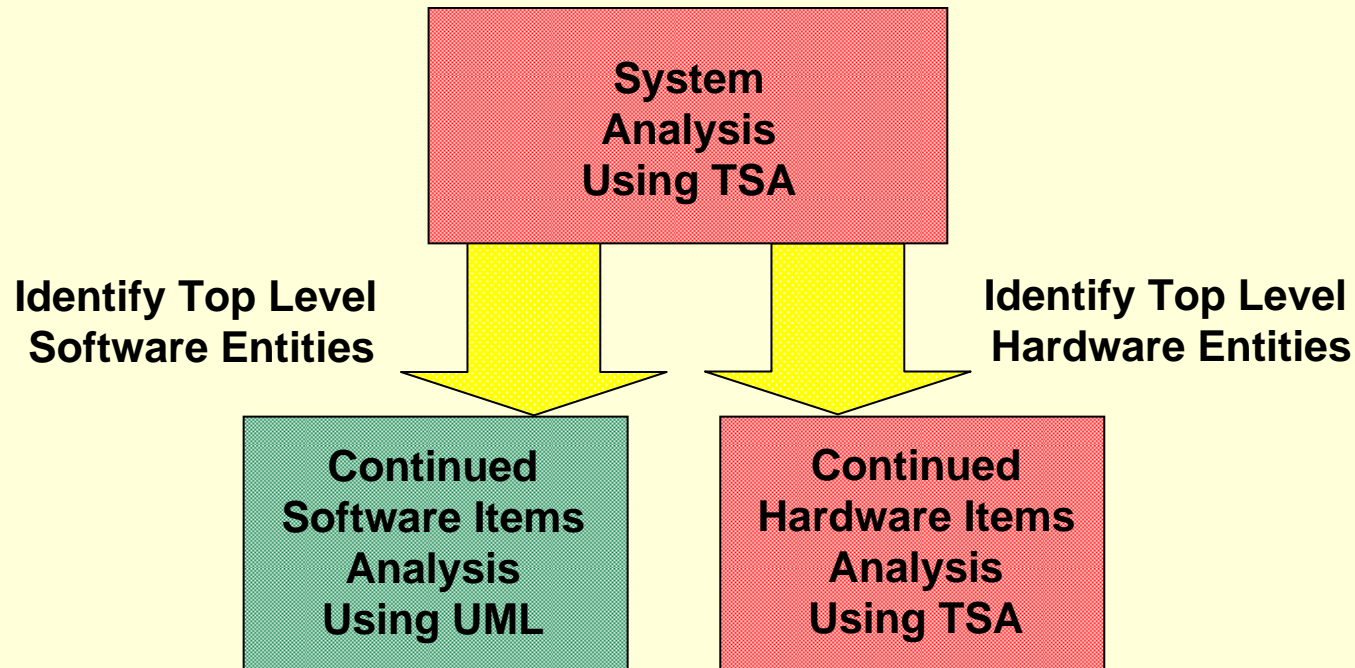 System
Analysis
Using TSA
Identify Top Level
Software Entities
Identify Top Level
Hardware Entities
Continued
Software Items
Analysis
Using UML
Continued
Hardware Items
Analysis
Using TSA